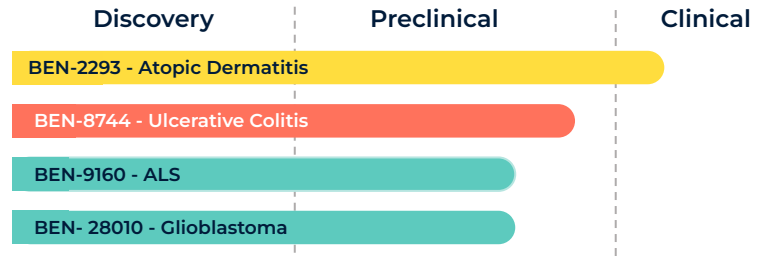 Discovery Preclinical Clinical
BEN-2293 - Atopic Dermatitis
BEN-8744 - Ulcerative Colitis
BEN-9160 - ALS
BEN- 28010 - Glioblastoma